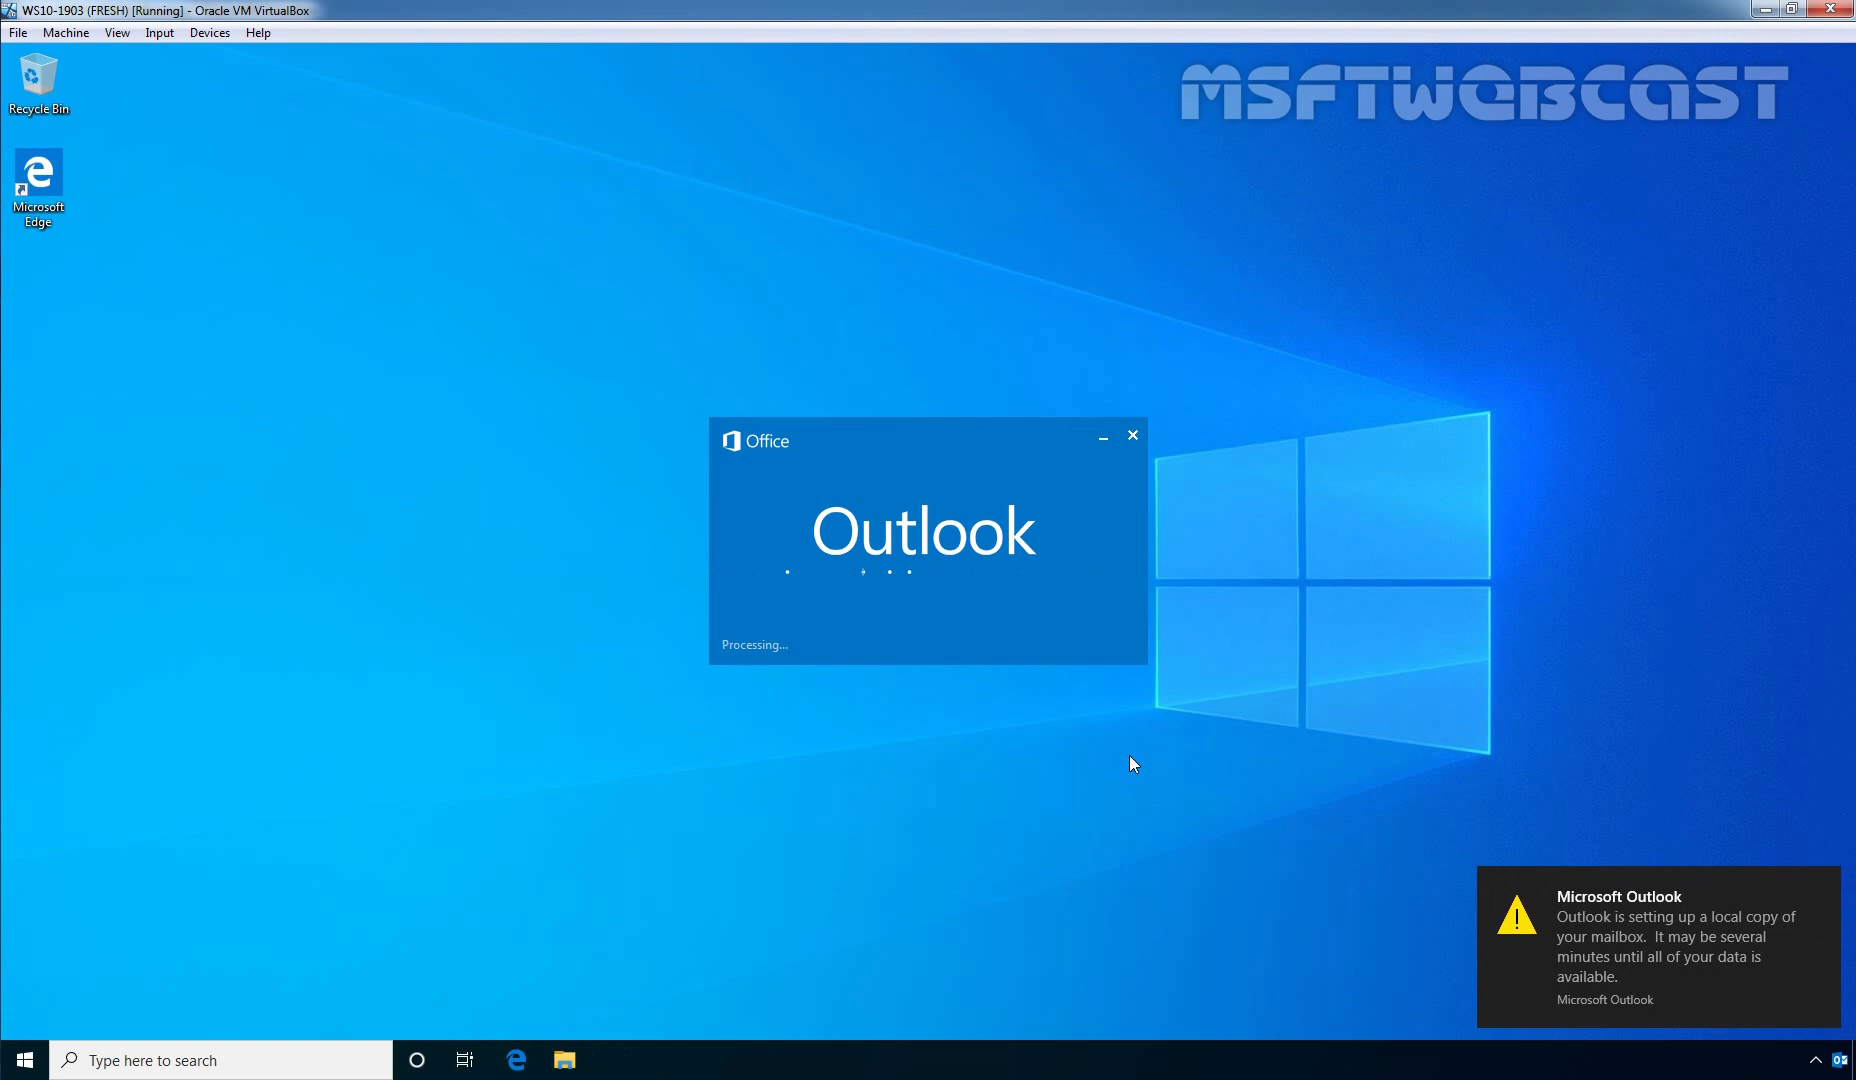 WS10-1903 (FRESH) [Running] - Oracle VM VirtualBox
File Machine View Input Devices Help
MSFTWEBCAST
Recycle Bin
Microsoft
Edge
Office
Outlook
Processing...
Microsoft Outlook
Outlook is setting up a local copy of
your mailbox. It may be several
minutes until all of your data is
available.
Microsoft Outlook
Type here to search